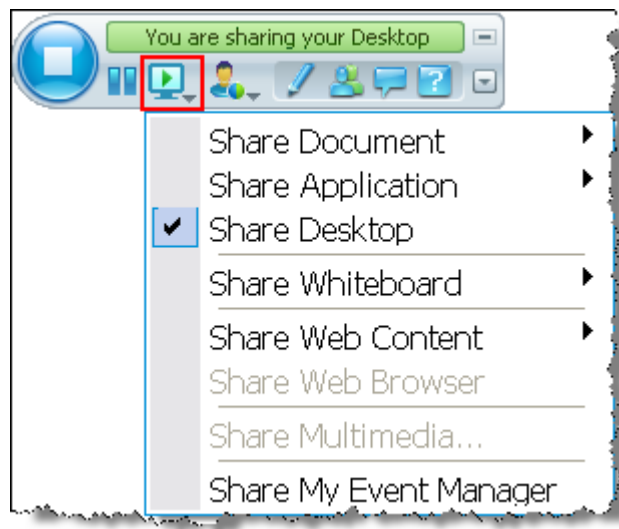 You are sharing your Desktop
?
Share Document
Share Application
Share Desktop
Share Whiteboard
Share Web Content
Share Web Browser
Share Multimedia...
Share My Event Manager